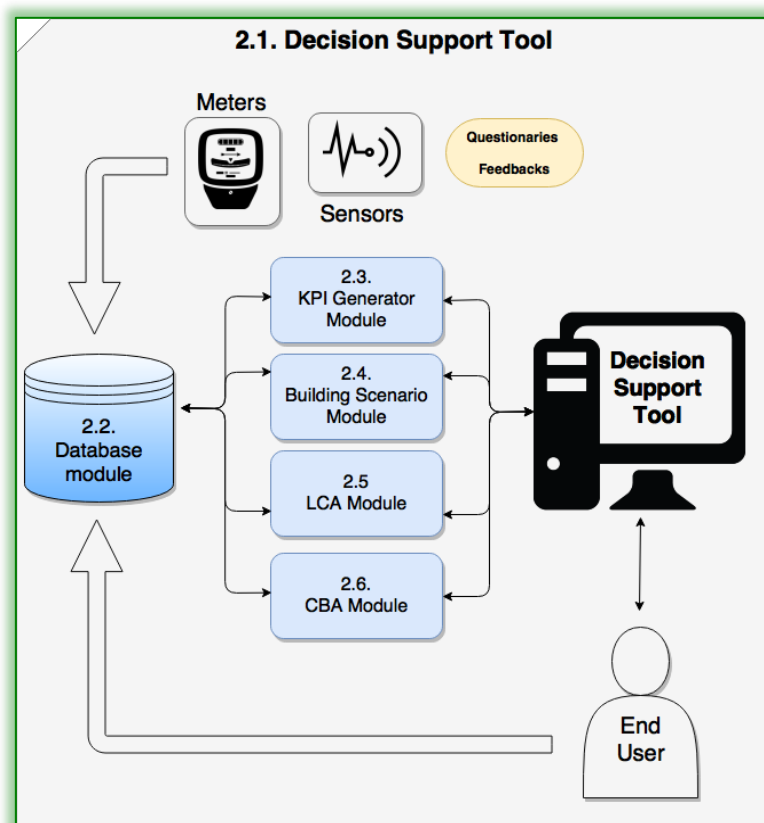 2.1. Decision Support Tool
Meters
Sensors
Questionaries
Feedbacks
2.3.
KPI Generator
Module
2.4.
Building Scenario
Module
2.5
LCA Module
2.6.
CBA Module
2.2.
Database
module
Decision
Support
Tool
End
User